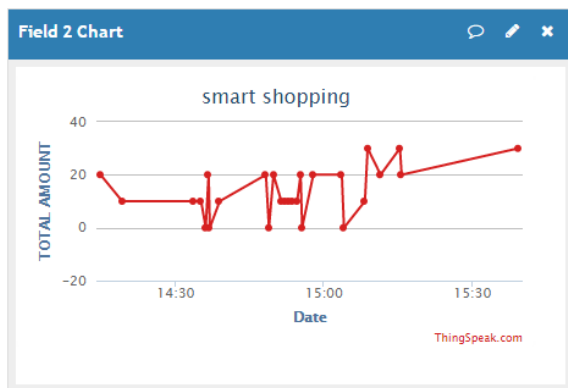 Field 2 Chart
smart shopping
TOTAL AMOUNT
40
20
0
−20
14:30 15:00 15:30
Date
ThingSpeak.com